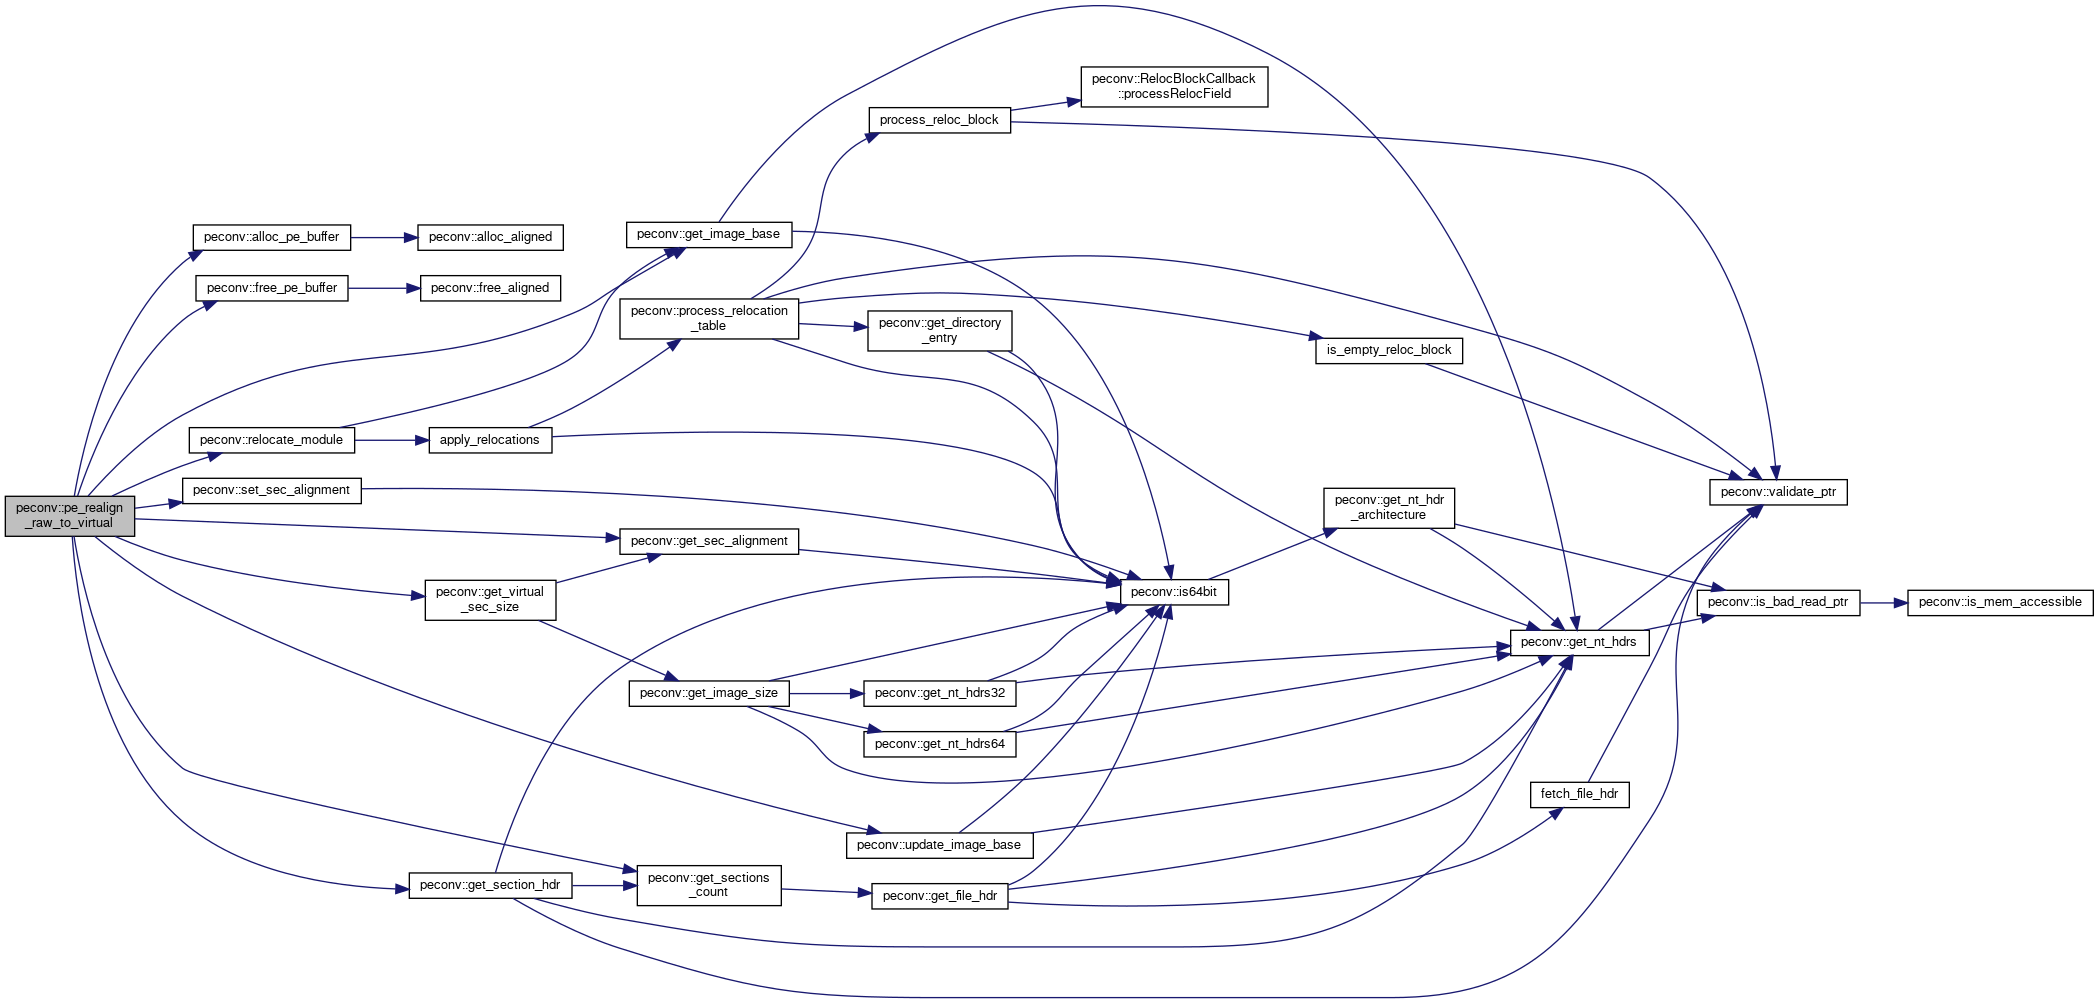 peconv::pe_realign
_raw_to_virtual
peconv::alloc_pe_buffer
peconv::alloc_aligned
peconv::free_pe_buffer
peconv::free_aligned
peconv::relocate_module
apply_relocations
peconv::set_sec_alignment
peconv::get_virtual
_sec_size
peconv::get_section_hdr
peconv::get_image_base
peconv::process_relocation
_table
peconv::get_sec_alignment
peconv::get_image_size
peconv::get_sections
_count
process_reloc_block
peconv::get_directory
_entry
peconv::get_nt_hdrs32
peconv::get_nt_hdrs64
peconv::update_image_base
peconv::get_file_hdr
peconv::RelocBlockCallback
::processRelocField
peconv::is64bit
is_empty_reloc_block
peconv::get_nt_hdr
_architecture
peconv::get_nt_hdrs
fetch_file_hdr
peconv::validate_ptr
peconv::is_bad_read_ptr
peconv::is_mem_accessible